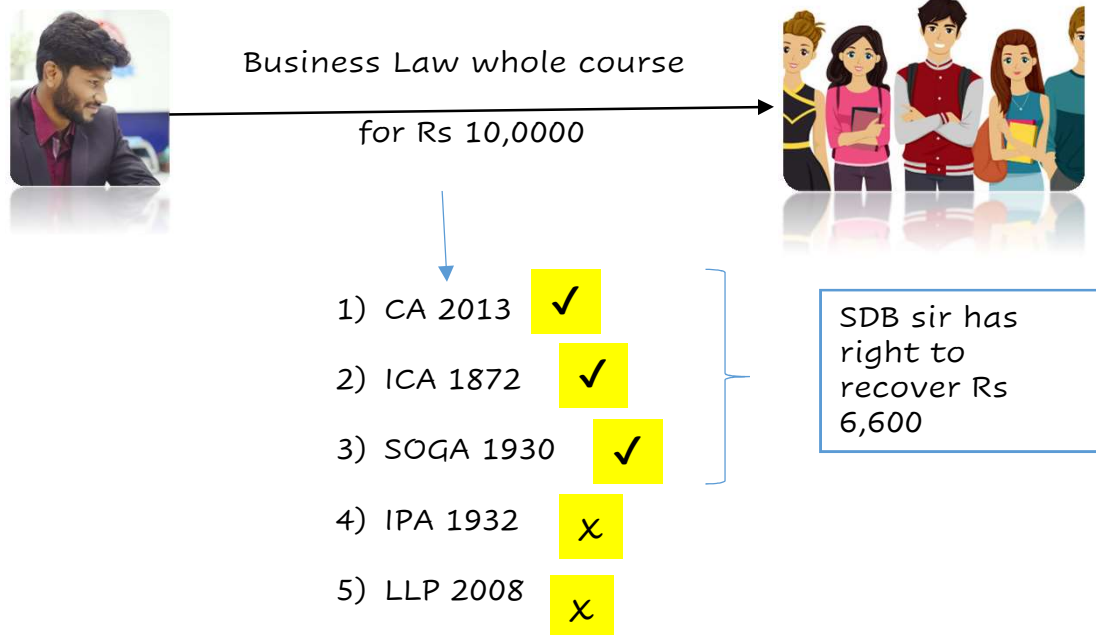 Business Law whole course
for Rs 10,0000
1) CA 2013 ✓
2) ICA 1872 ✓
3) SOGA 1930 ✓
4) IPA 1932 x
5) LLP 2008 x
SDB sir has
right to
recover Rs
6,600